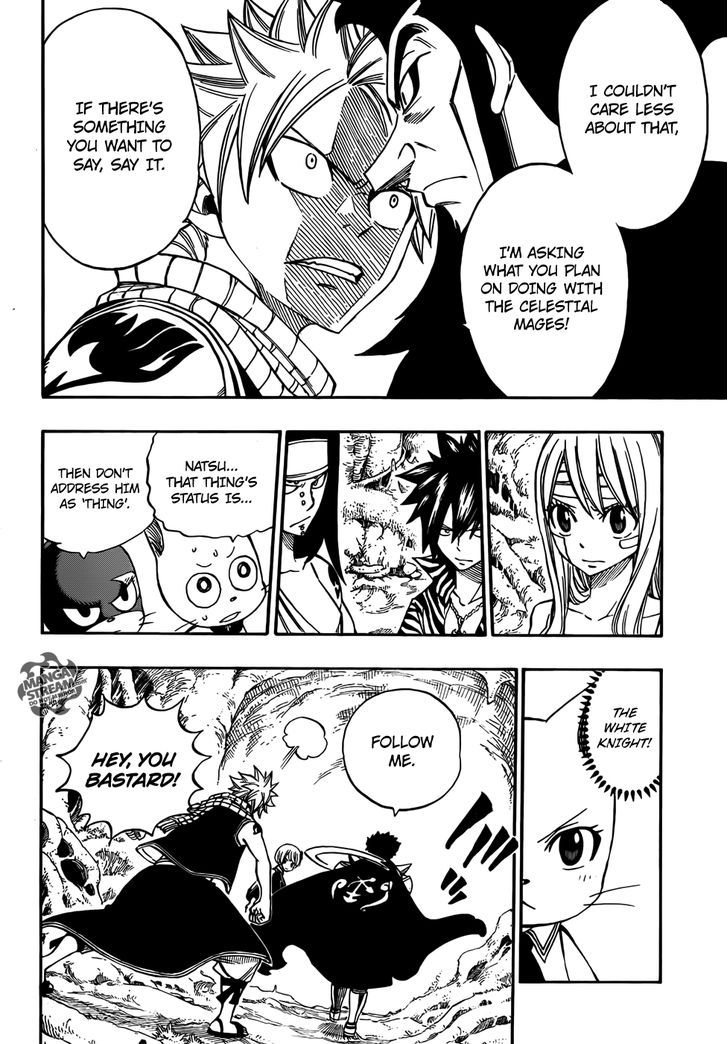 I COULDN'T
CARE LESS
ABOUT THAT,
I'M ASKING
WHAT YOU PLAN
ON DOING WITH
THE CELESTIAL
MAGES!
IF THERE'S
SOMETHING
YOU WANT TO
SAY, SAY IT.
NATSU...
THAT THING'S
STATUS IS...
THEN DON'T
ADDRESS HIM
AS 'THING'.
THE
WHITE
KNIGHT!
FOLLOW
ME.
HEY, YOU
BASTARD!
MANGA
STREAM